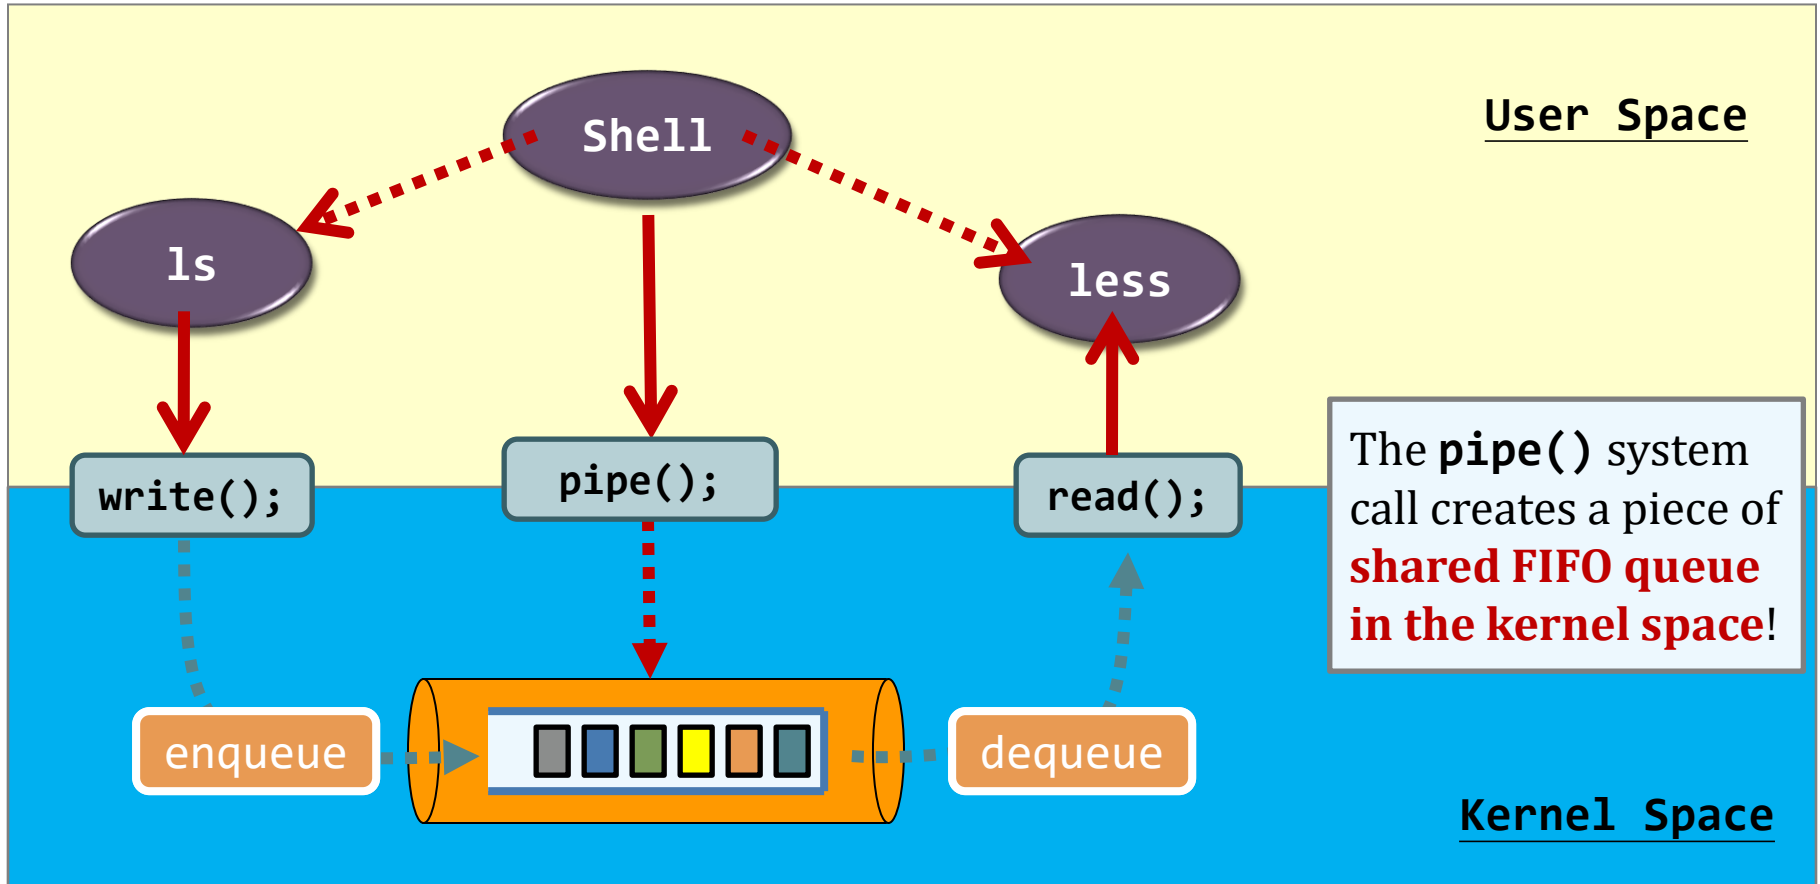 Shell
User Space
ls
less
write();
pipe();
read();
The pipe() system
call creates a piece of
shared FIFO queue
in the kernel space!
enqueue
dequeue
Kernel Space